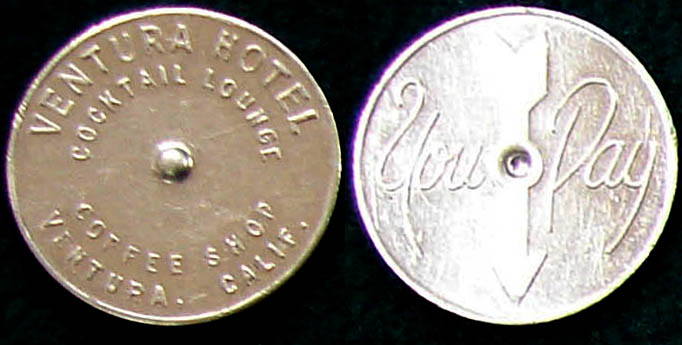 VENTURA HOTEL
COCKTAIL LOUNGE
COFFEE SHOP
VENTURA. CALIF.
You Pay